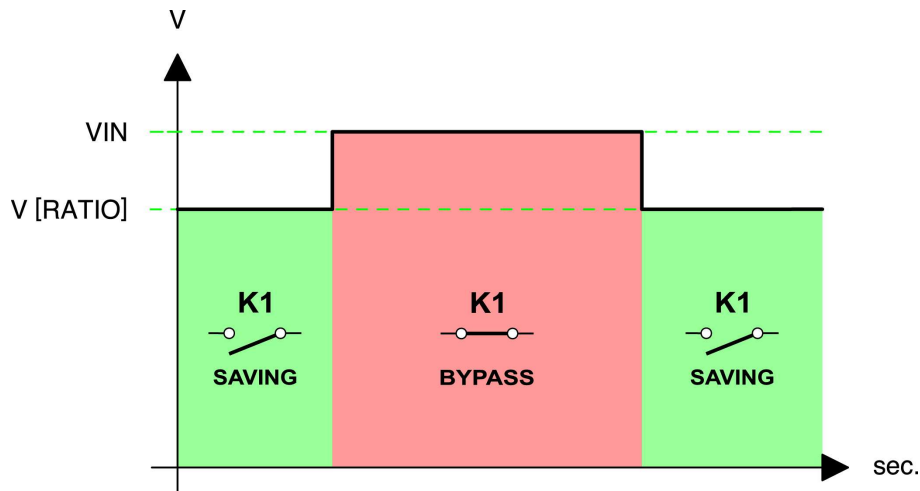 V
VIN
V [RATIO]
K1
SAVING
K1
BYPASS
K1
SAVING
sec.